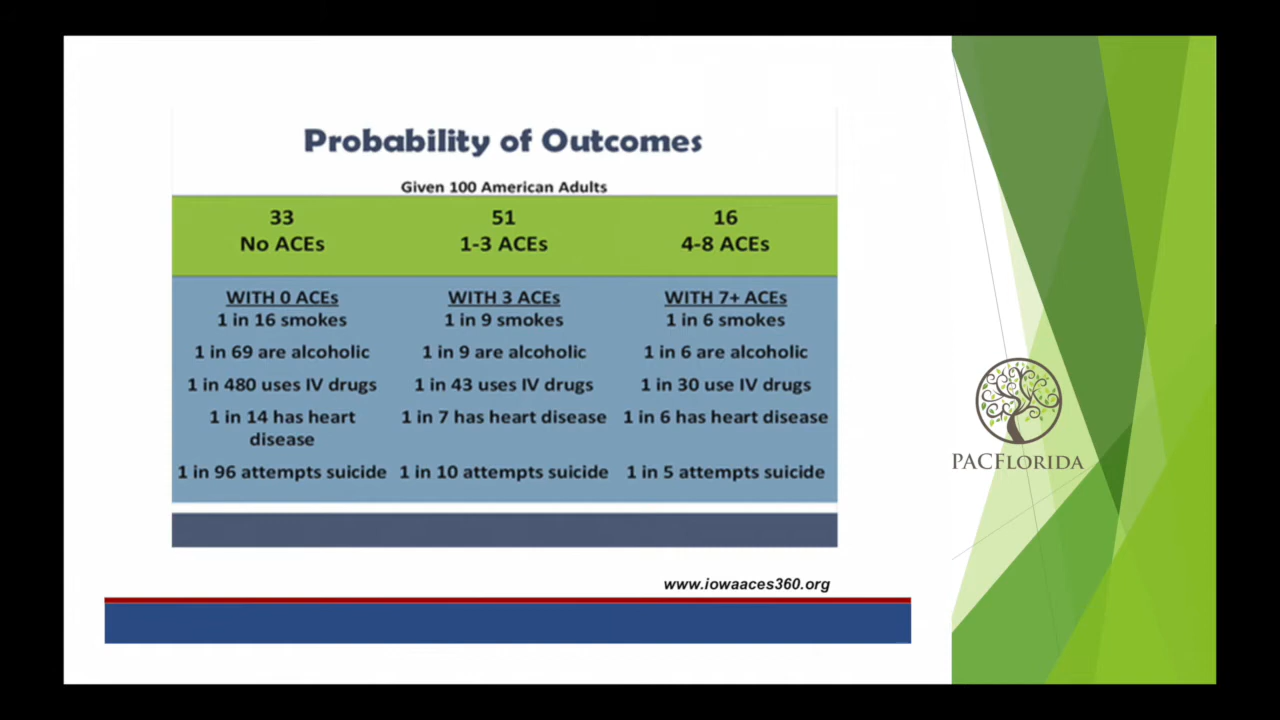 Probability of Outcomes
Given 100 American Adults
33
No ACEs
51
1-3 ACEs
16
4-8 ACEs
WITH 0 ACEs
1 in 16 smokes
1 in 69 are alcoholic
1 in 480 uses IV drugs
1 in 14 has heart
disease
1 in 96 attempts suicide
WITH 3 ACEs
1 in 9 smokes
1 in 9 are alcoholic
1 in 43 uses IV drugs
1 in 7 has heart disease
1 in 10 attempts suicide
WITH 7+ ACEs
1 in 6 smokes
1 in 6 are alcoholic
1 in 30 use IV drugs
1 in 6 has heart disease
1 in 5 attempts suicide
www.iowaaces360.org
PACFLORIDA